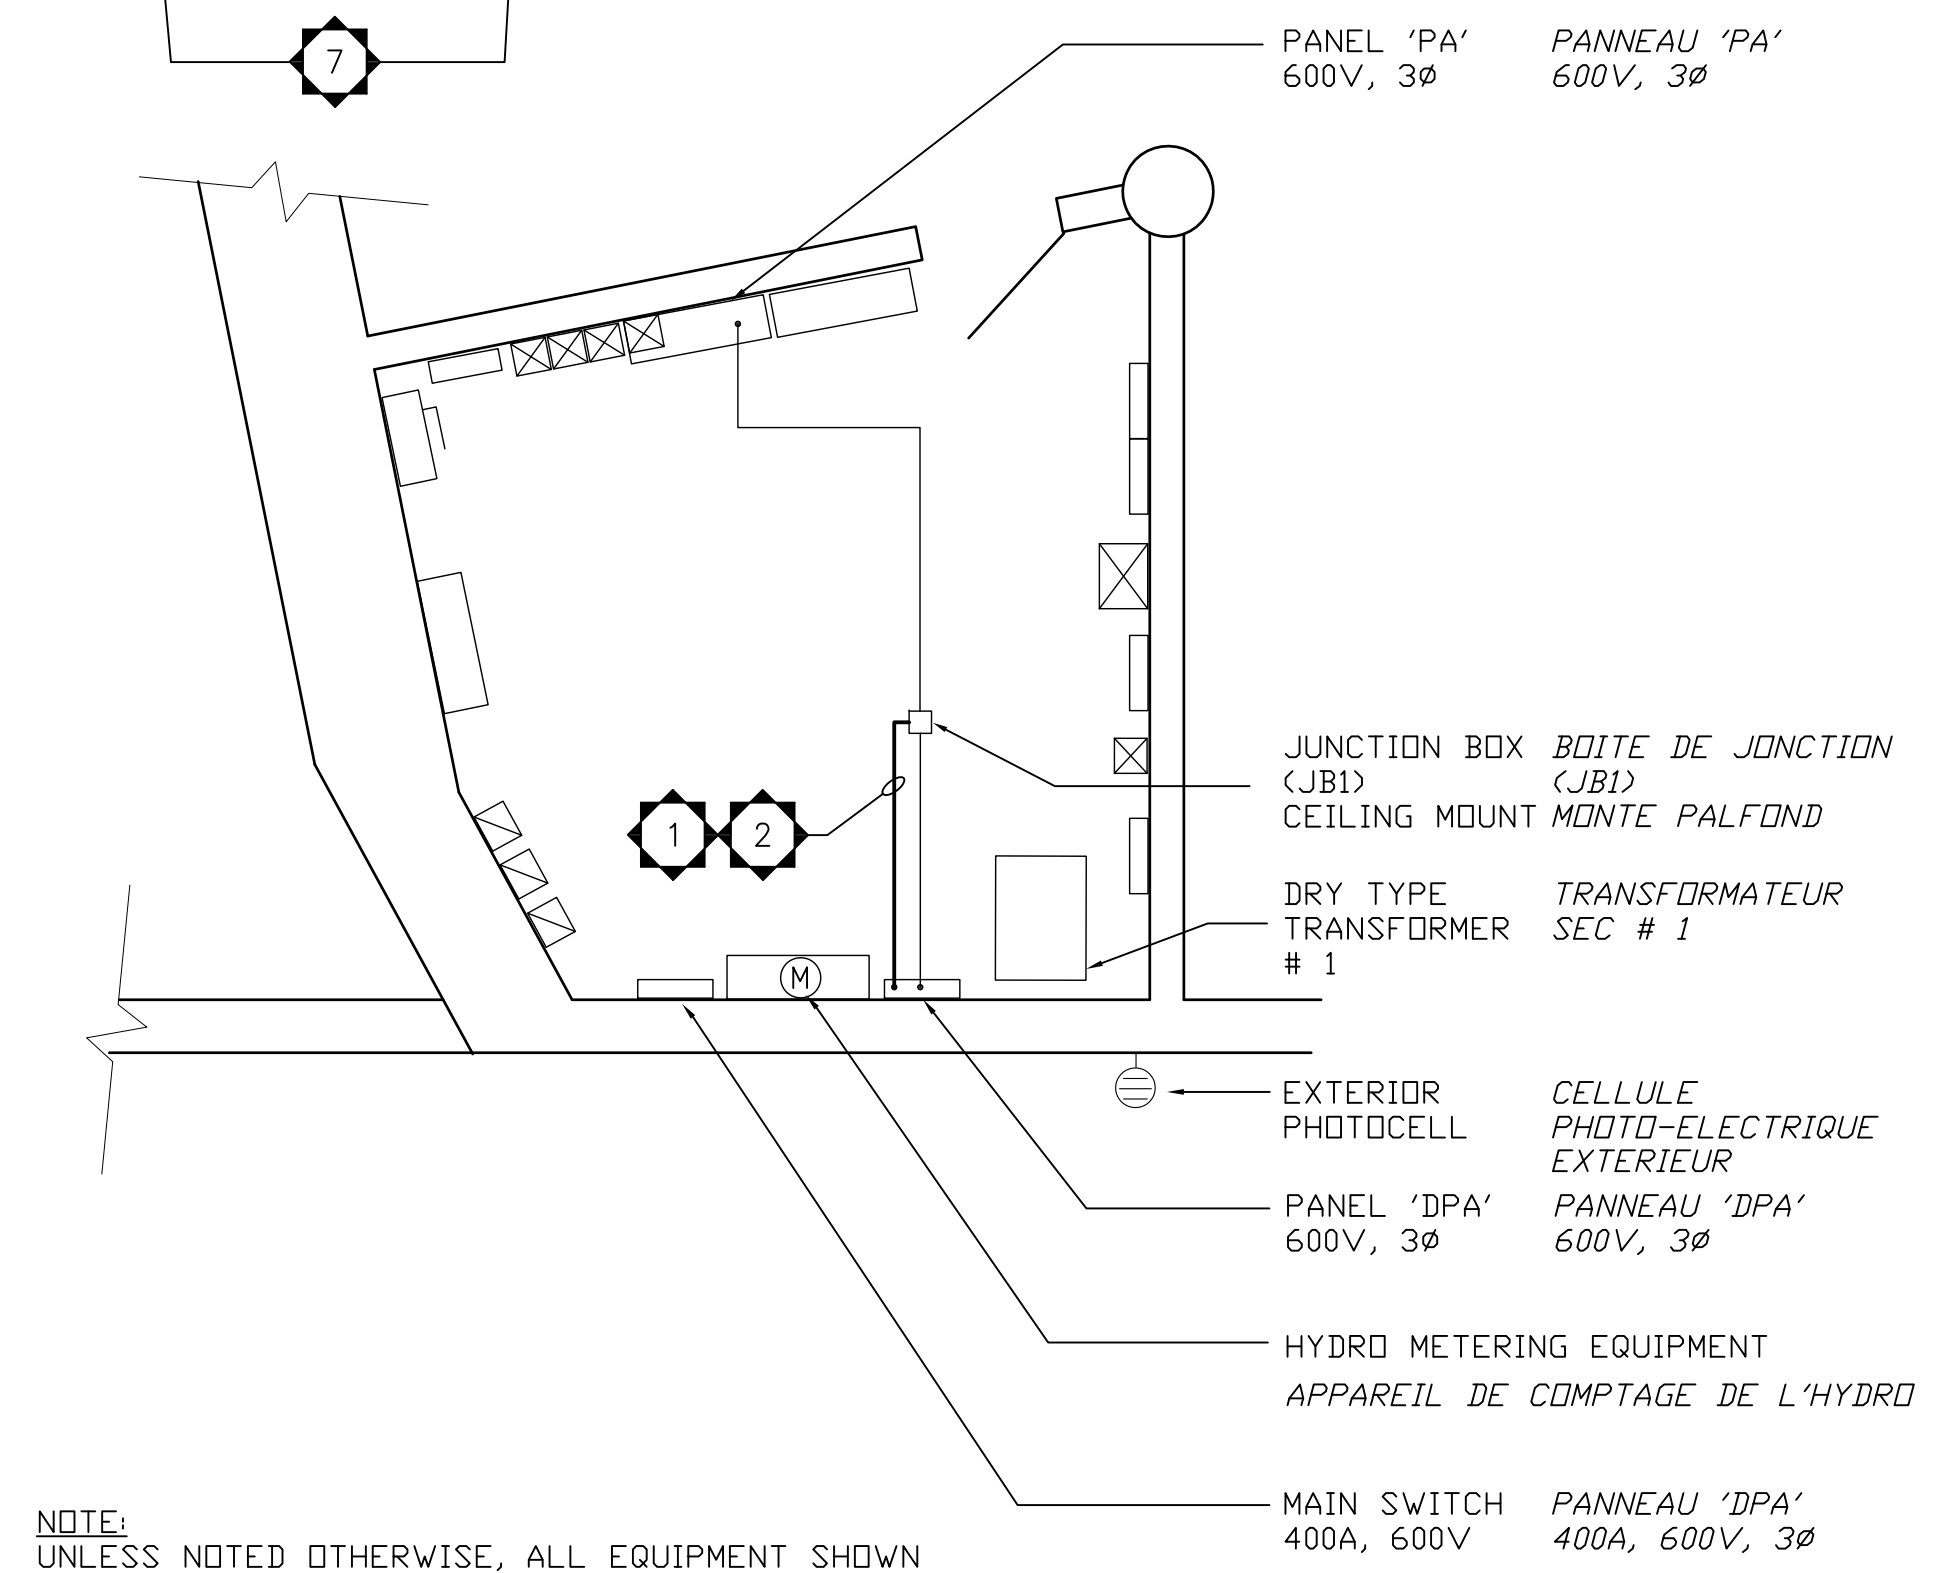 7
PANEL 'PA'
600V, 3ø
PANNEAU 'PA'
600V, 3ø
JUNCTION BOX
(JB1)
CEILING MOUNT
BOITE DE JONCTION
(JB1)
MONTE PALFOND
1
2
DRY TYPE
TRANSFORMER
# 1
TRANSFORMATEUR
SEC # 1
M
EXTERIOR
PHOTOCELL
CELLULE
PHOTO-ELECTRIQUE
EXTERIEUR
PANEL 'DPA'
600V, 3ø
PANNEAU 'DPA'
600V, 3ø
HYDRO METERING EQUIPMENT
APPAREIL DE COMPTAGE DE L'HYDRO
MAIN SWITCH
400A, 600V
PANNEAU 'DPA'
400A, 600V, 3ø
NOTE:
UNLESS NOTED OTHERWISE, ALL EQUIPMENT SHOWN